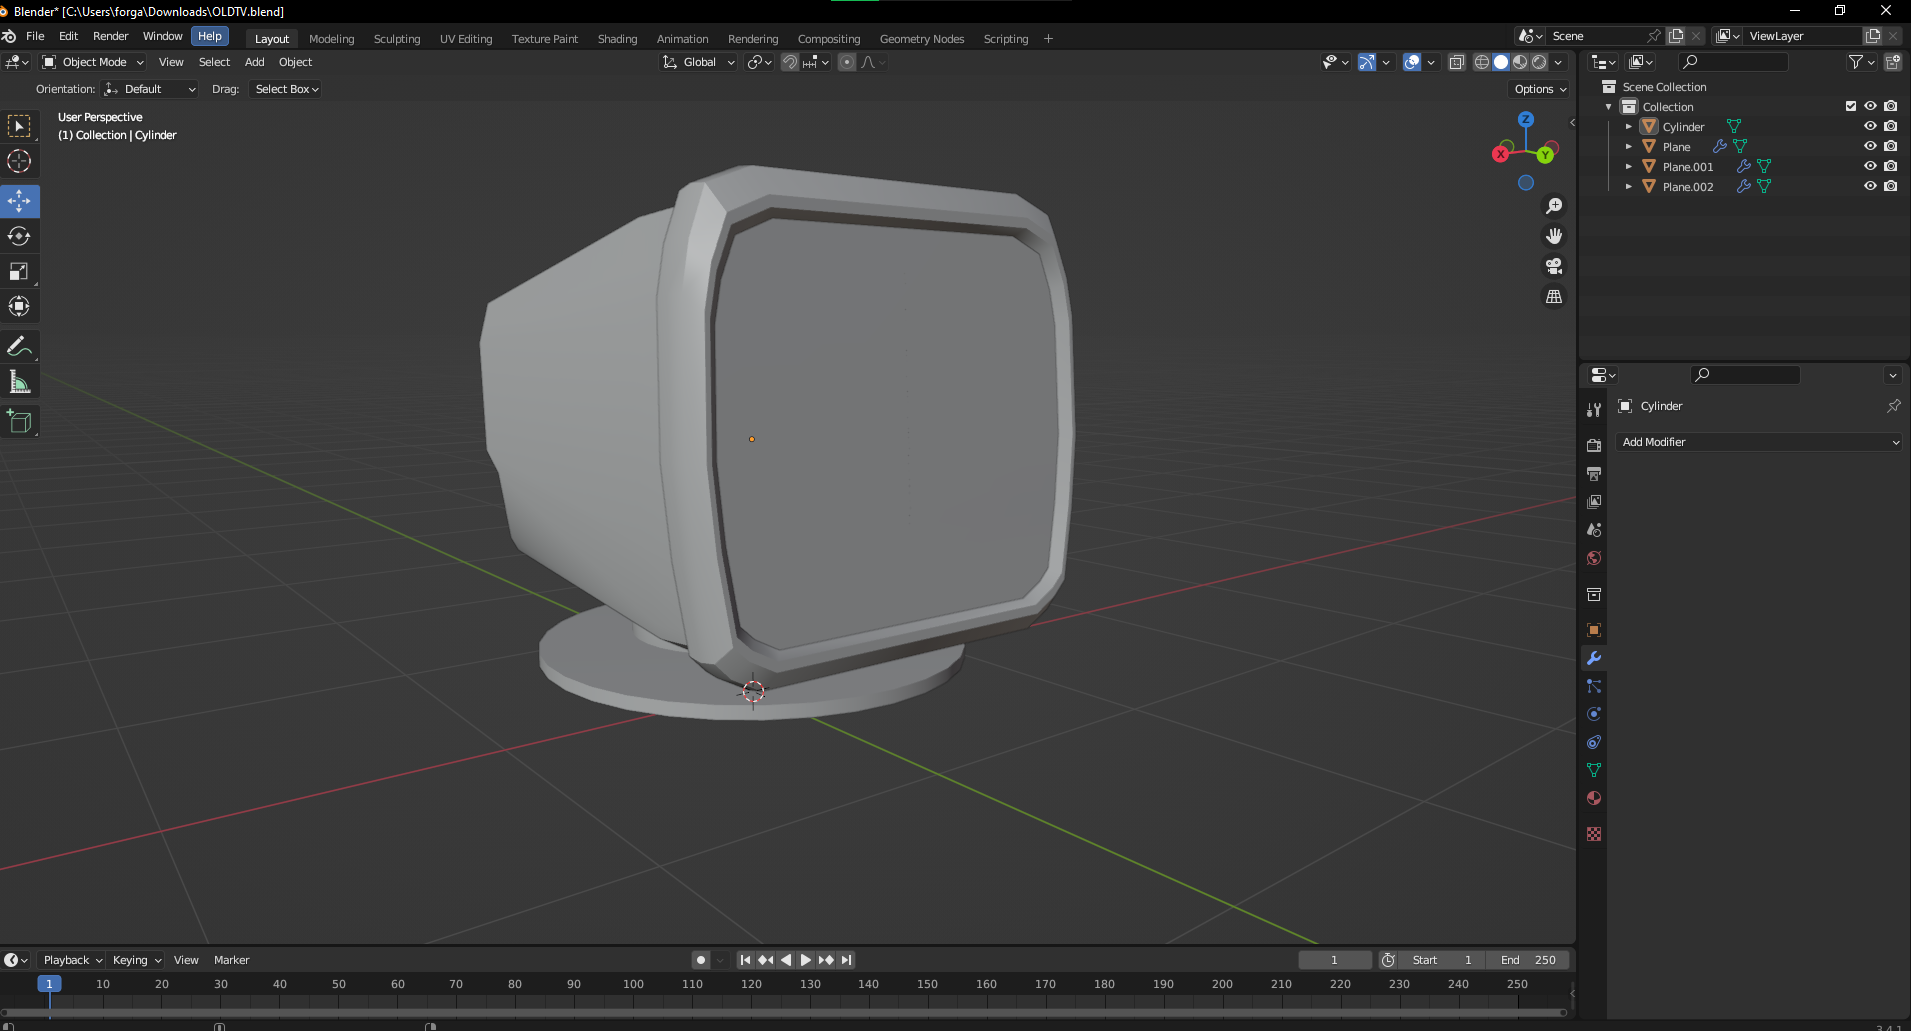 Blender* [C:\Users\forga\Downloads\OLDTV.blend]
File Edit Render Window Help Layout Modeling Sculpting UV Editing Texture Paint Shading Animation Rendering Compositing Geometry Nodes Scripting + Scene ViewLayer
Object Mode View Select Add Object Global
Orientation: Default Drag: Select Box Options
User Perspective
(1) Collection | Cylinder
Z
X
Y
Scene Collection
Collection
Cylinder
Plane
Plane.001
Plane.002
Cylinder
Add Modifier
Playback Keying View Marker 1 Start 1 End 250
1 10 20 30 40 50 60 70 80 90 100 110 120 130 140 150 160 170 180 190 200 210 220 230 240 250
3.4.1